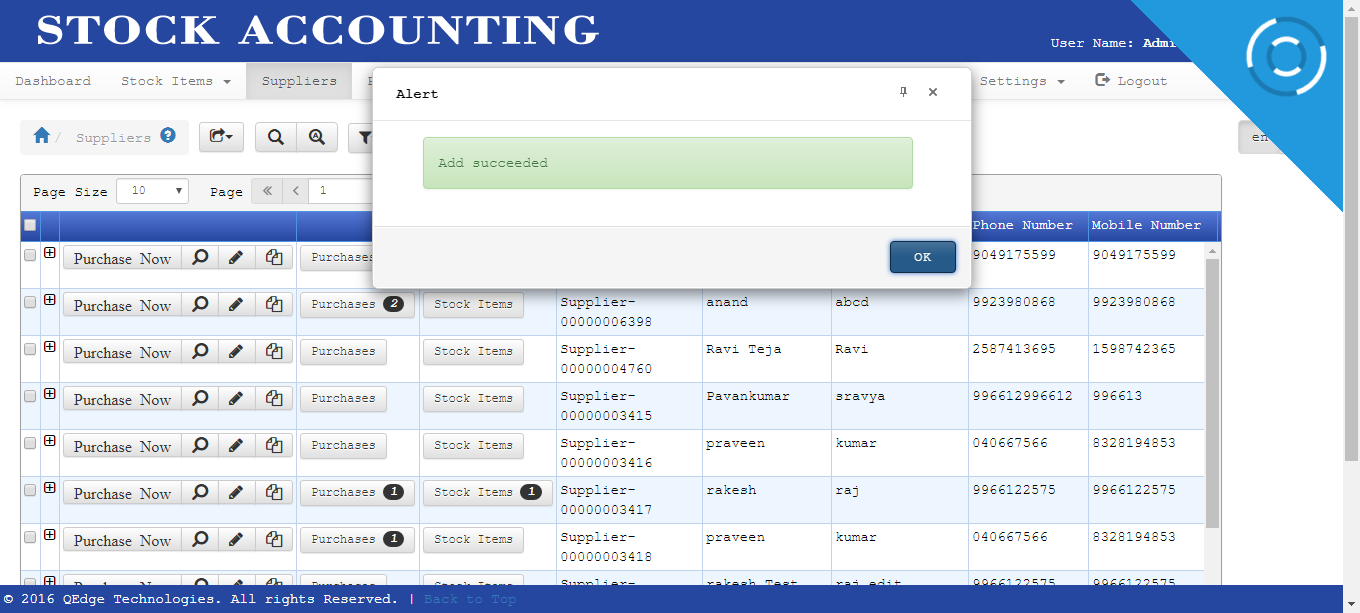 STOCK ACCOUNTING
User Name: Admi
Dashboard Stock Items Suppliers Settings Logout
Alert
/ Suppliers
Add succeeded
Page Size 10 Page 1
Phone Number Mobile Number
OK
Purchase Now Purchases 9049175599 9049175599
Purchase Now Purchases 2 Stock Items Supplier- anand abcd 9923980868 9923980868
00000006398
Purchase Now Purchases Stock Items Supplier- Ravi Teja Ravi 2587413695 1598742365
00000004760
Purchase Now Purchases Stock Items Supplier- Pavankumar sravya 996612996612 996613
00000003415
Purchase Now Purchases Stock Items Supplier- praveen kumar 040667566 8328194853
00000003416
Purchase Now Purchases 1 Stock Items 1 Supplier- rakesh raj 9966122575 9966122575
00000003417
Purchase Now Purchases 1 Stock Items Supplier- praveen kumar 040667566 8328194853
00000003418
Purchase Now Purchases Stock Items Supplier- rakesh Test raj edit 9966122575 9966122575
© 2016 QEdge Technologies. All rights Reserved. | Back to Top